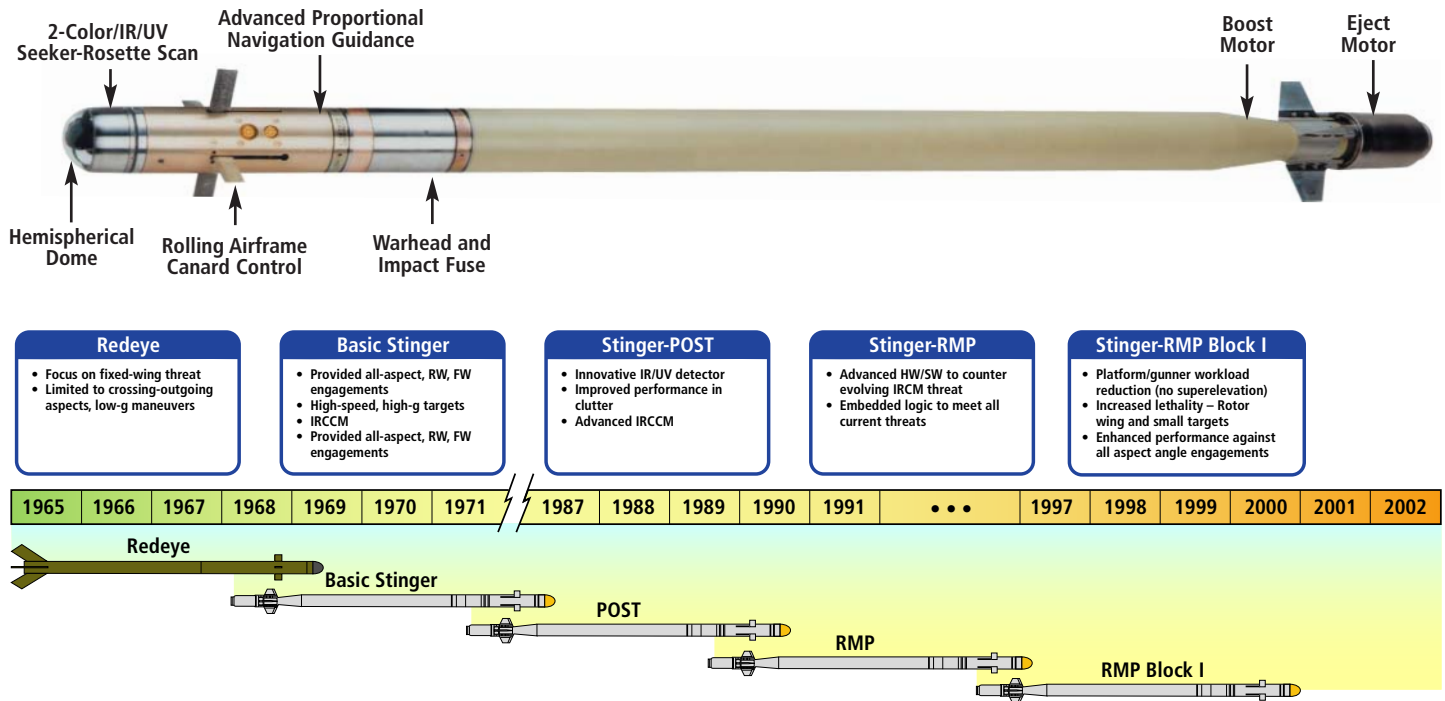 2-Color/IR/UV
Seeker-Rosette Scan
Advanced Proportional
Navigation Guidance
Boost
Motor
Eject
Motor
Hemispherical
Dome
Rolling Airframe
Canard Control
Warhead and
Impact Fuse
Redeye
• Focus on fixed-wing threat
• Limited to crossing-outgoing
aspects, low-g maneuvers
Basic Stinger
• Provided all-aspect, RW, FW
engagements
• High-speed, high-g targets
• IRCCM
• Provided all-aspect, RW, FW
engagements
Stinger-POST
• Innovative IR/UV detector
• Improved performance in
clutter
• Advanced IRCCM
Stinger-RMP
• Advanced HW/SW to counter
evolving IRCM threat
• Embedded logic to meet all
current threats
Stinger-RMP Block I
• Platform/gunner workload
reduction (no superelevation)
• Increased lethality – Rotor
wing and small targets
• Enhanced performance against
all aspect angle engagements
1965 1966 1967 1968 1969 1970 1971 1987 1988 1989 1990 1991 • • • 1997 1998 1999 2000 2001 2002
Redeye
Basic Stinger
POST
RMP
RMP Block I